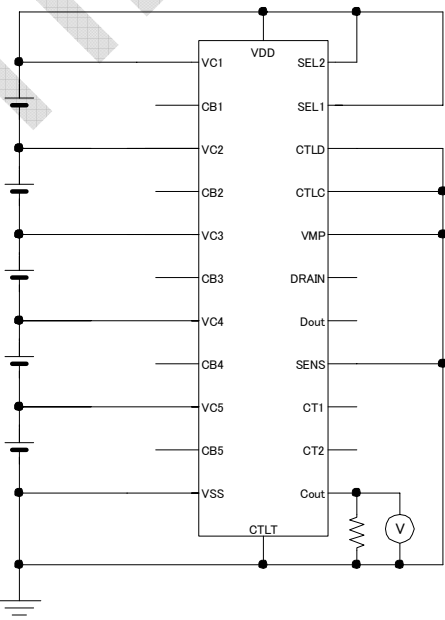 VDD
VC1
SEL2
CB1
SEL1
VC2
CTLD
CB2
CTLC
VC3
VMP
CB3
DRAIN
VC4
Dout
CB4
SENS
VC5
CT1
CB5
CT2
VSS
Cout
CTLT
V